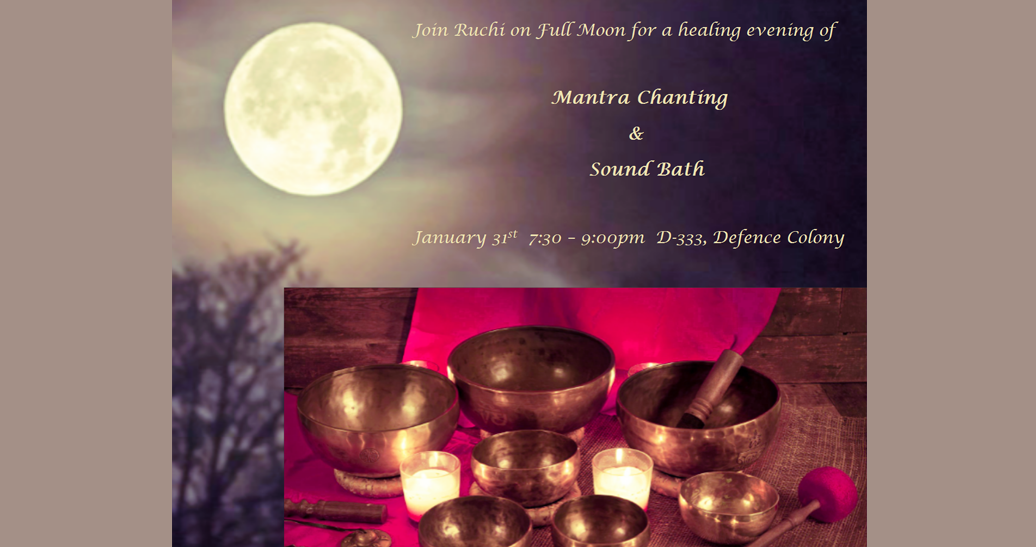 Join Ruchi on Full Moon for a healing evening of
Mantra Chanting
&
Sound Bath
January 31st 7:30 – 9:00pm D-333, Defence Colony